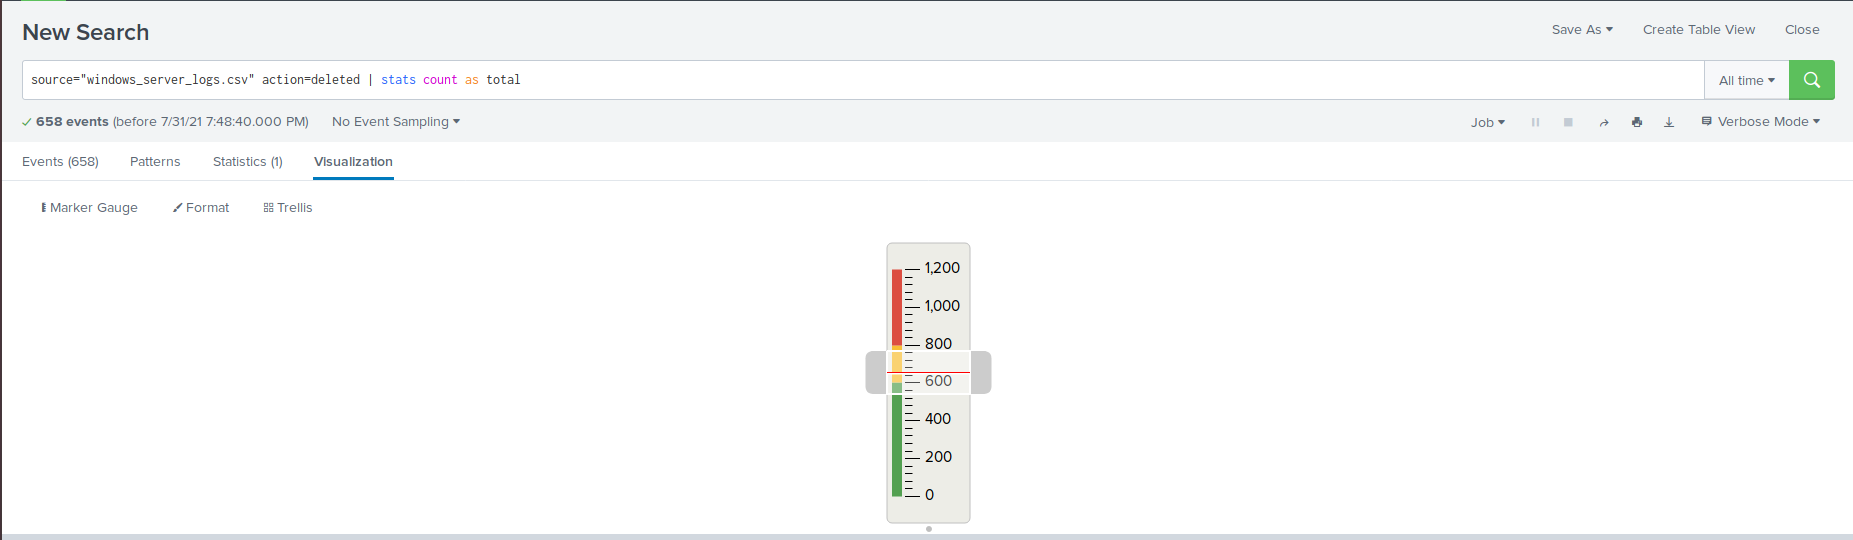 New Search
Save As Create Table View Close
source="windows_server_logs.csv" action=deleted | stats count as total
All time
658 events (before 7/31/21 7:48:40.000 PM) No Event Sampling
Job Verbose Mode
Events (658) Patterns Statistics (1) Visualization
Marker Gauge Format Trellis
1,200
1,000
800
600
400
200
0